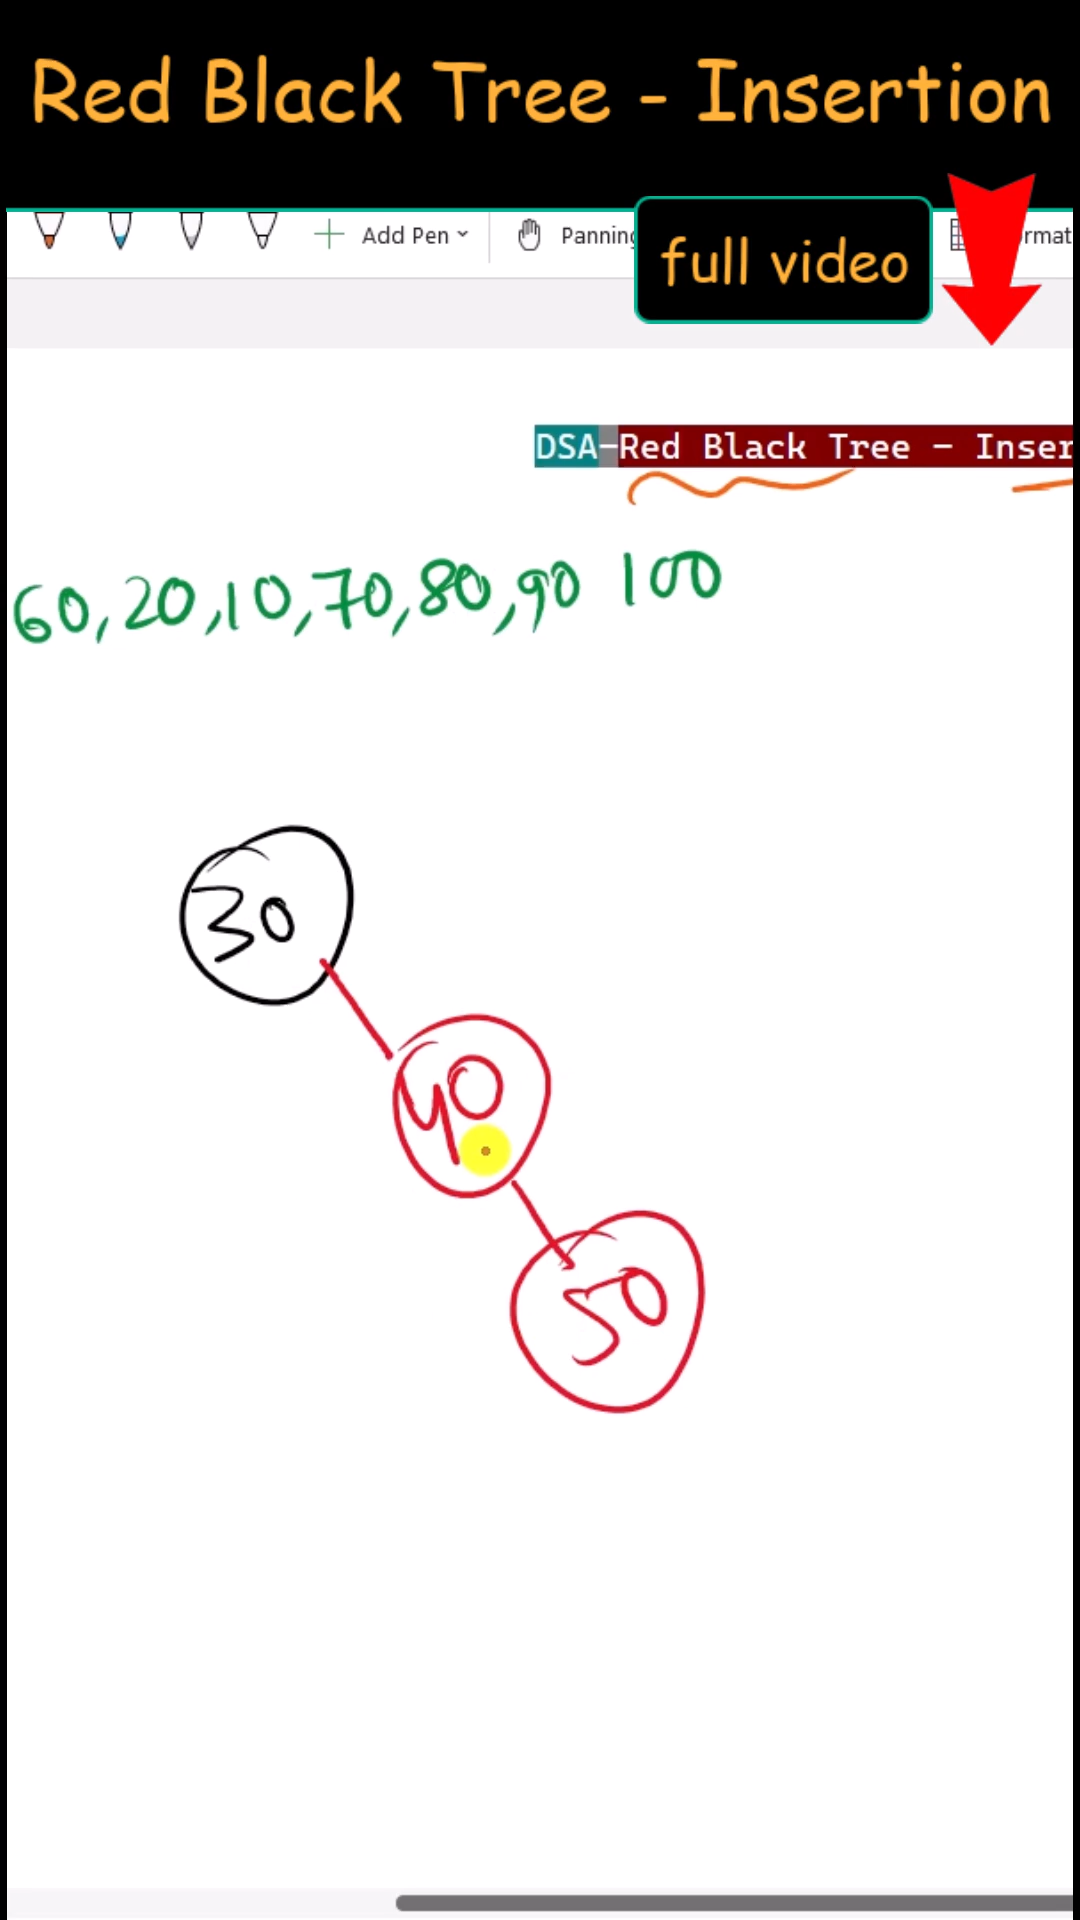 Red Black Tree - Insertion
Add Pen
Panning
full video
rmat
DSA-Red Black Tree - Inser
60, 20, 10, 70, 80, 90 100
30
40
50